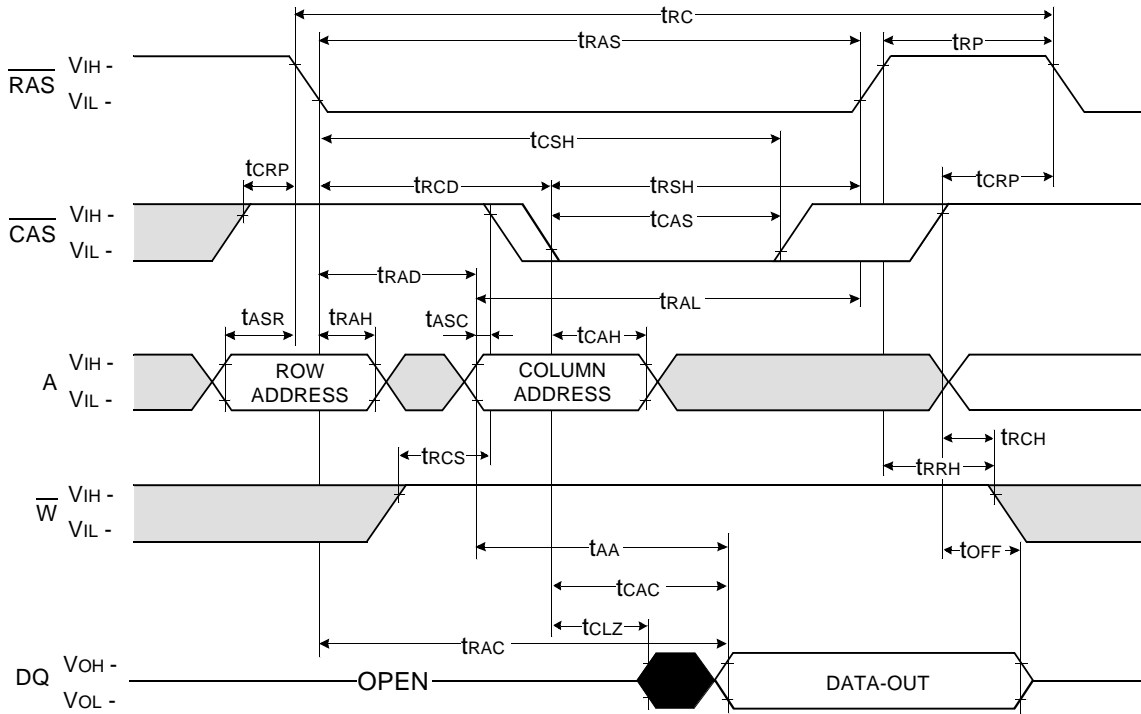 tRC
tRAS
tRP
RAS
VIH -
VIL -
tCSH
tCRP
tRCD
tRSH
tCRP
CAS
VIH -
VIL -
tCAS
tRAD
tRAL
tASR
tRAH
tASC
tCAH
A
VIH -
VIL -
ROW
ADDRESS
COLUMN
ADDRESS
tRCS
tRCH
tRRH
W
VIH -
VIL -
tAA
tOFF
tCAC
tCLZ
tRAC
DQ
VOH -
VOL -
OPEN
DATA-OUT